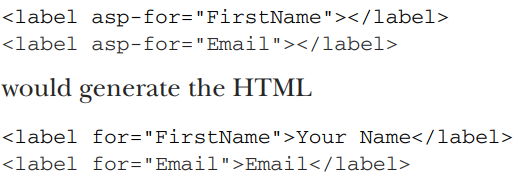 <label asp-for="FirstName"></label>
<label asp-for="Email"></label>
would generate the HTML
<label for="FirstName">Your Name</label>
<label for="Email">Email</label>